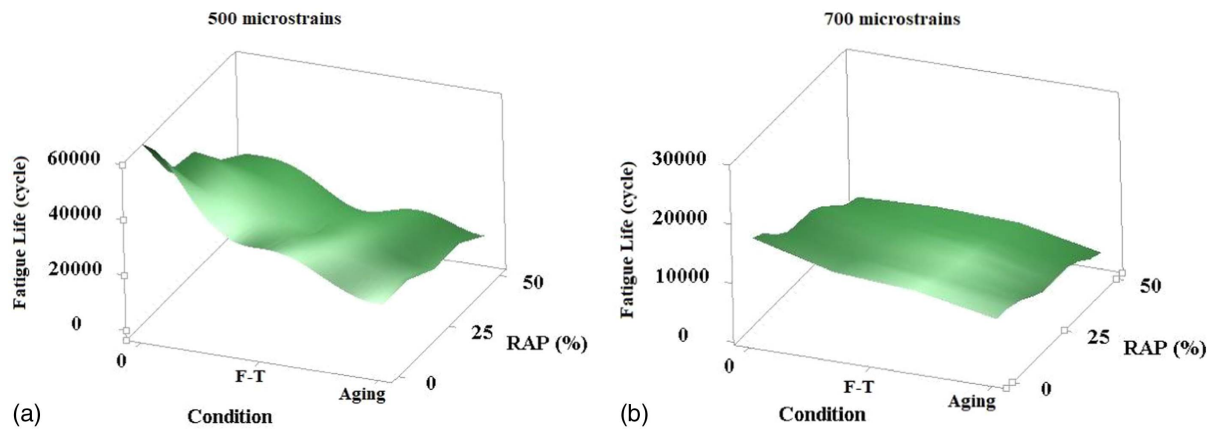 500 microstrains
Fatigue Life (cycle)
60000
40000
20000
0
0
F-T
Aging
Condition
0
25
50
RAP (%)
(a)
700 microstrains
Fatigue Life (cycle)
30000
20000
10000
0
0
F-T
Aging
Condition
0
25
50
RAP (%)
(b)